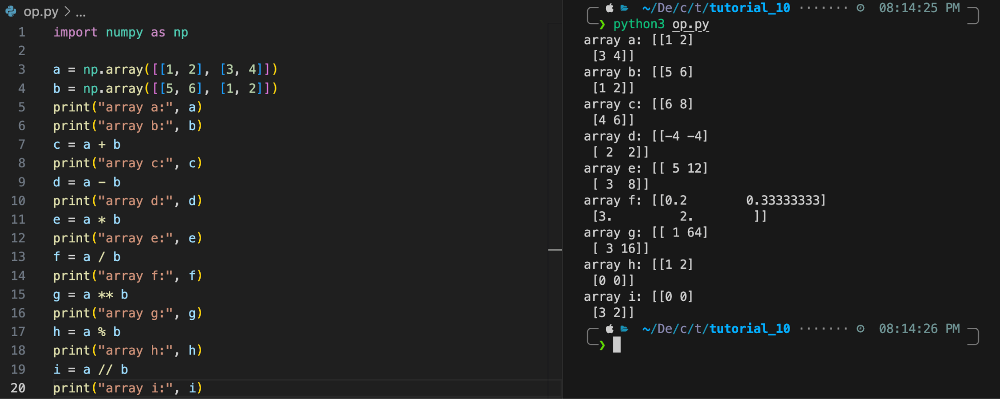 op.py > ...
1 import numpy as np
2
3 a = np.array([[1, 2], [3, 4]])
4 b = np.array([[5, 6], [1, 2]])
5 print("array a:", a)
6 print("array b:", b)
7 c = a + b
8 print("array c:", c)
9 d = a - b
10 print("array d:", d)
11 e = a * b
12 print("array e:", e)
13 f = a / b
14 print("array f:", f)
15 g = a ** b
16 print("array g:", g)
17 h = a % b
18 print("array h:", h)
19 i = a // b
20 print("array i:", i)
~/De/c/t/tutorial_10 ······· 08:14:25 PM
❯ python3 op.py
array a: [[1 2]
 [3 4]]
array b: [[5 6]
 [1 2]]
array c: [[6 8]
 [4 6]]
array d: [[-4 -4]
 [ 2  2]]
array e: [[ 5 12]
 [ 3  8]]
array f: [[0.2        0.33333333]
 [3.         2.        ]]
array g: [[ 1 64]
 [ 3 16]]
array h: [[1 2]
 [0 0]]
array i: [[0 0]
 [3 2]]
~/De/c/t/tutorial_10 ······· 08:14:26 PM
❯